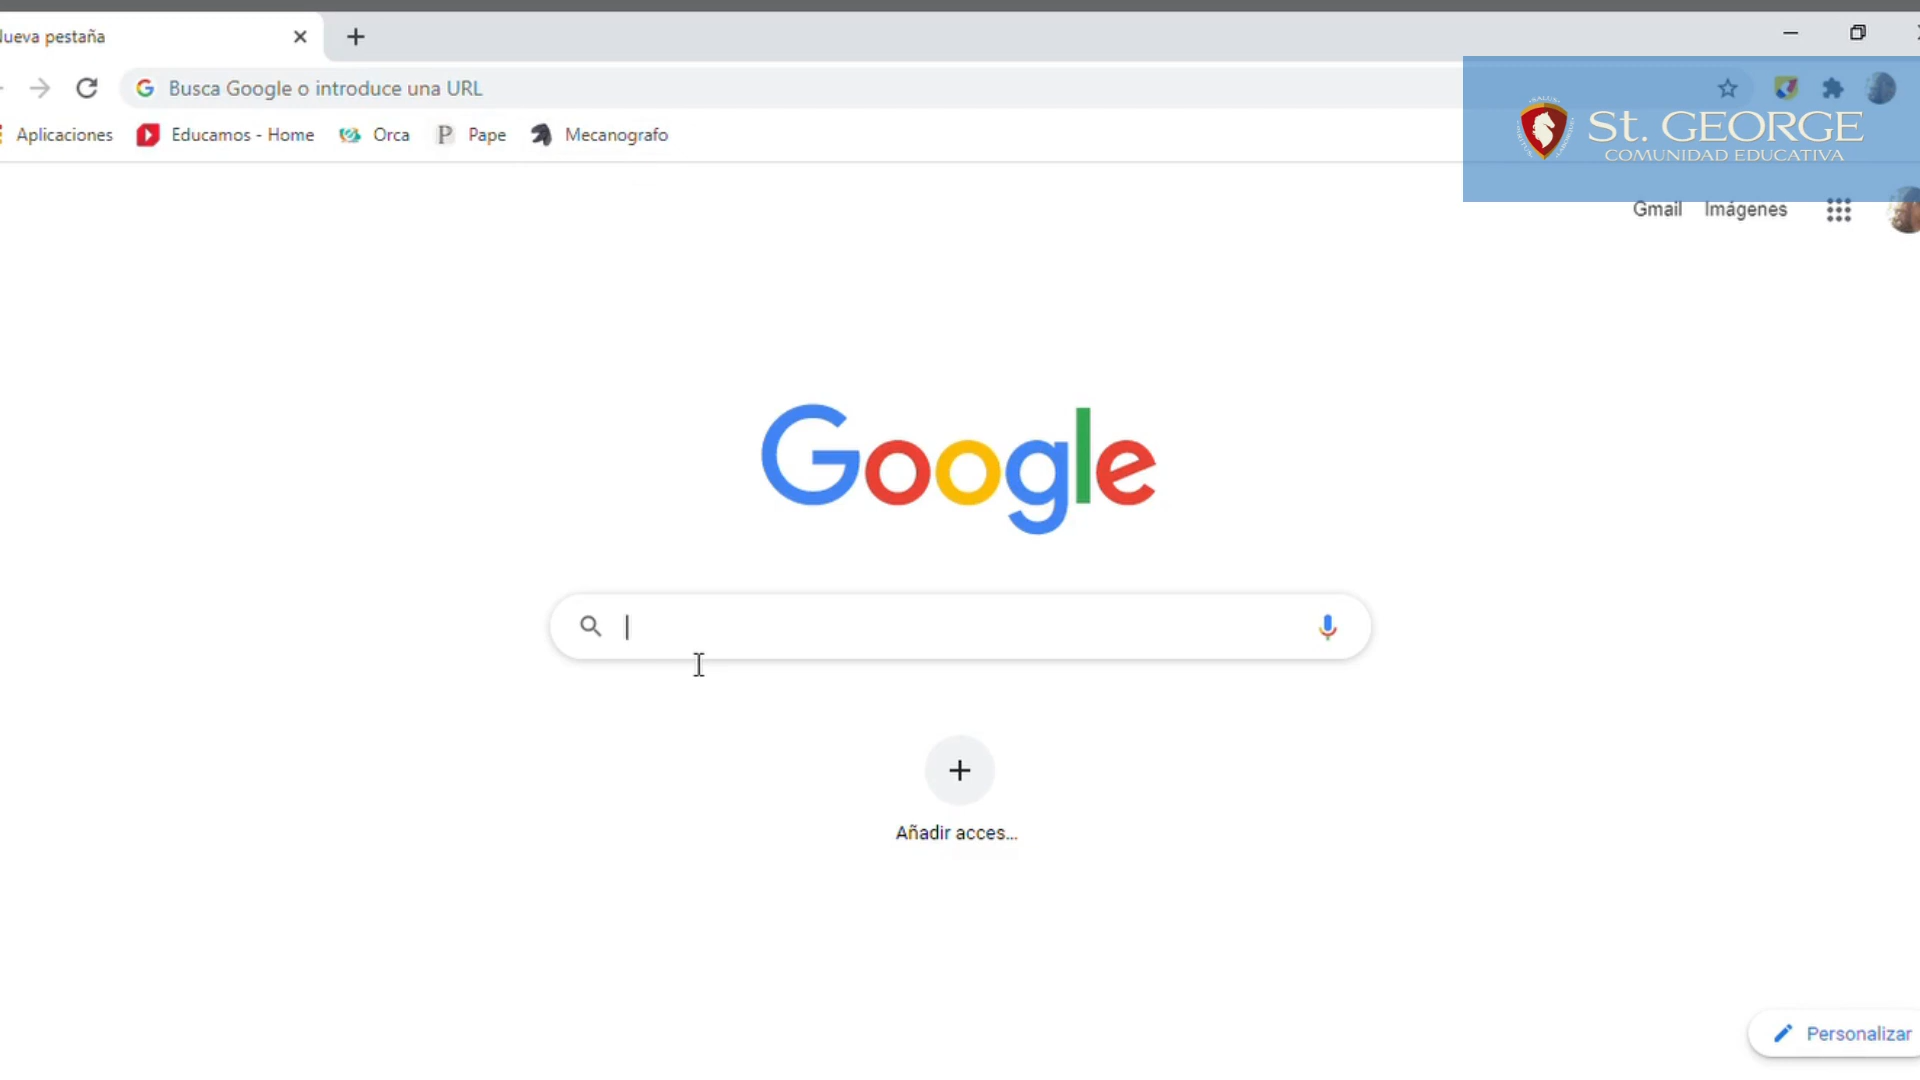 Nueva pestaña
Busca Google o introduce una URL
Aplicaciones Educamos - Home Orca Pape Mecanografo
St. GEORGE
COMUNIDAD EDUCATIVA
Gmail Imágenes
Google
Añadir acces...
Personalizar